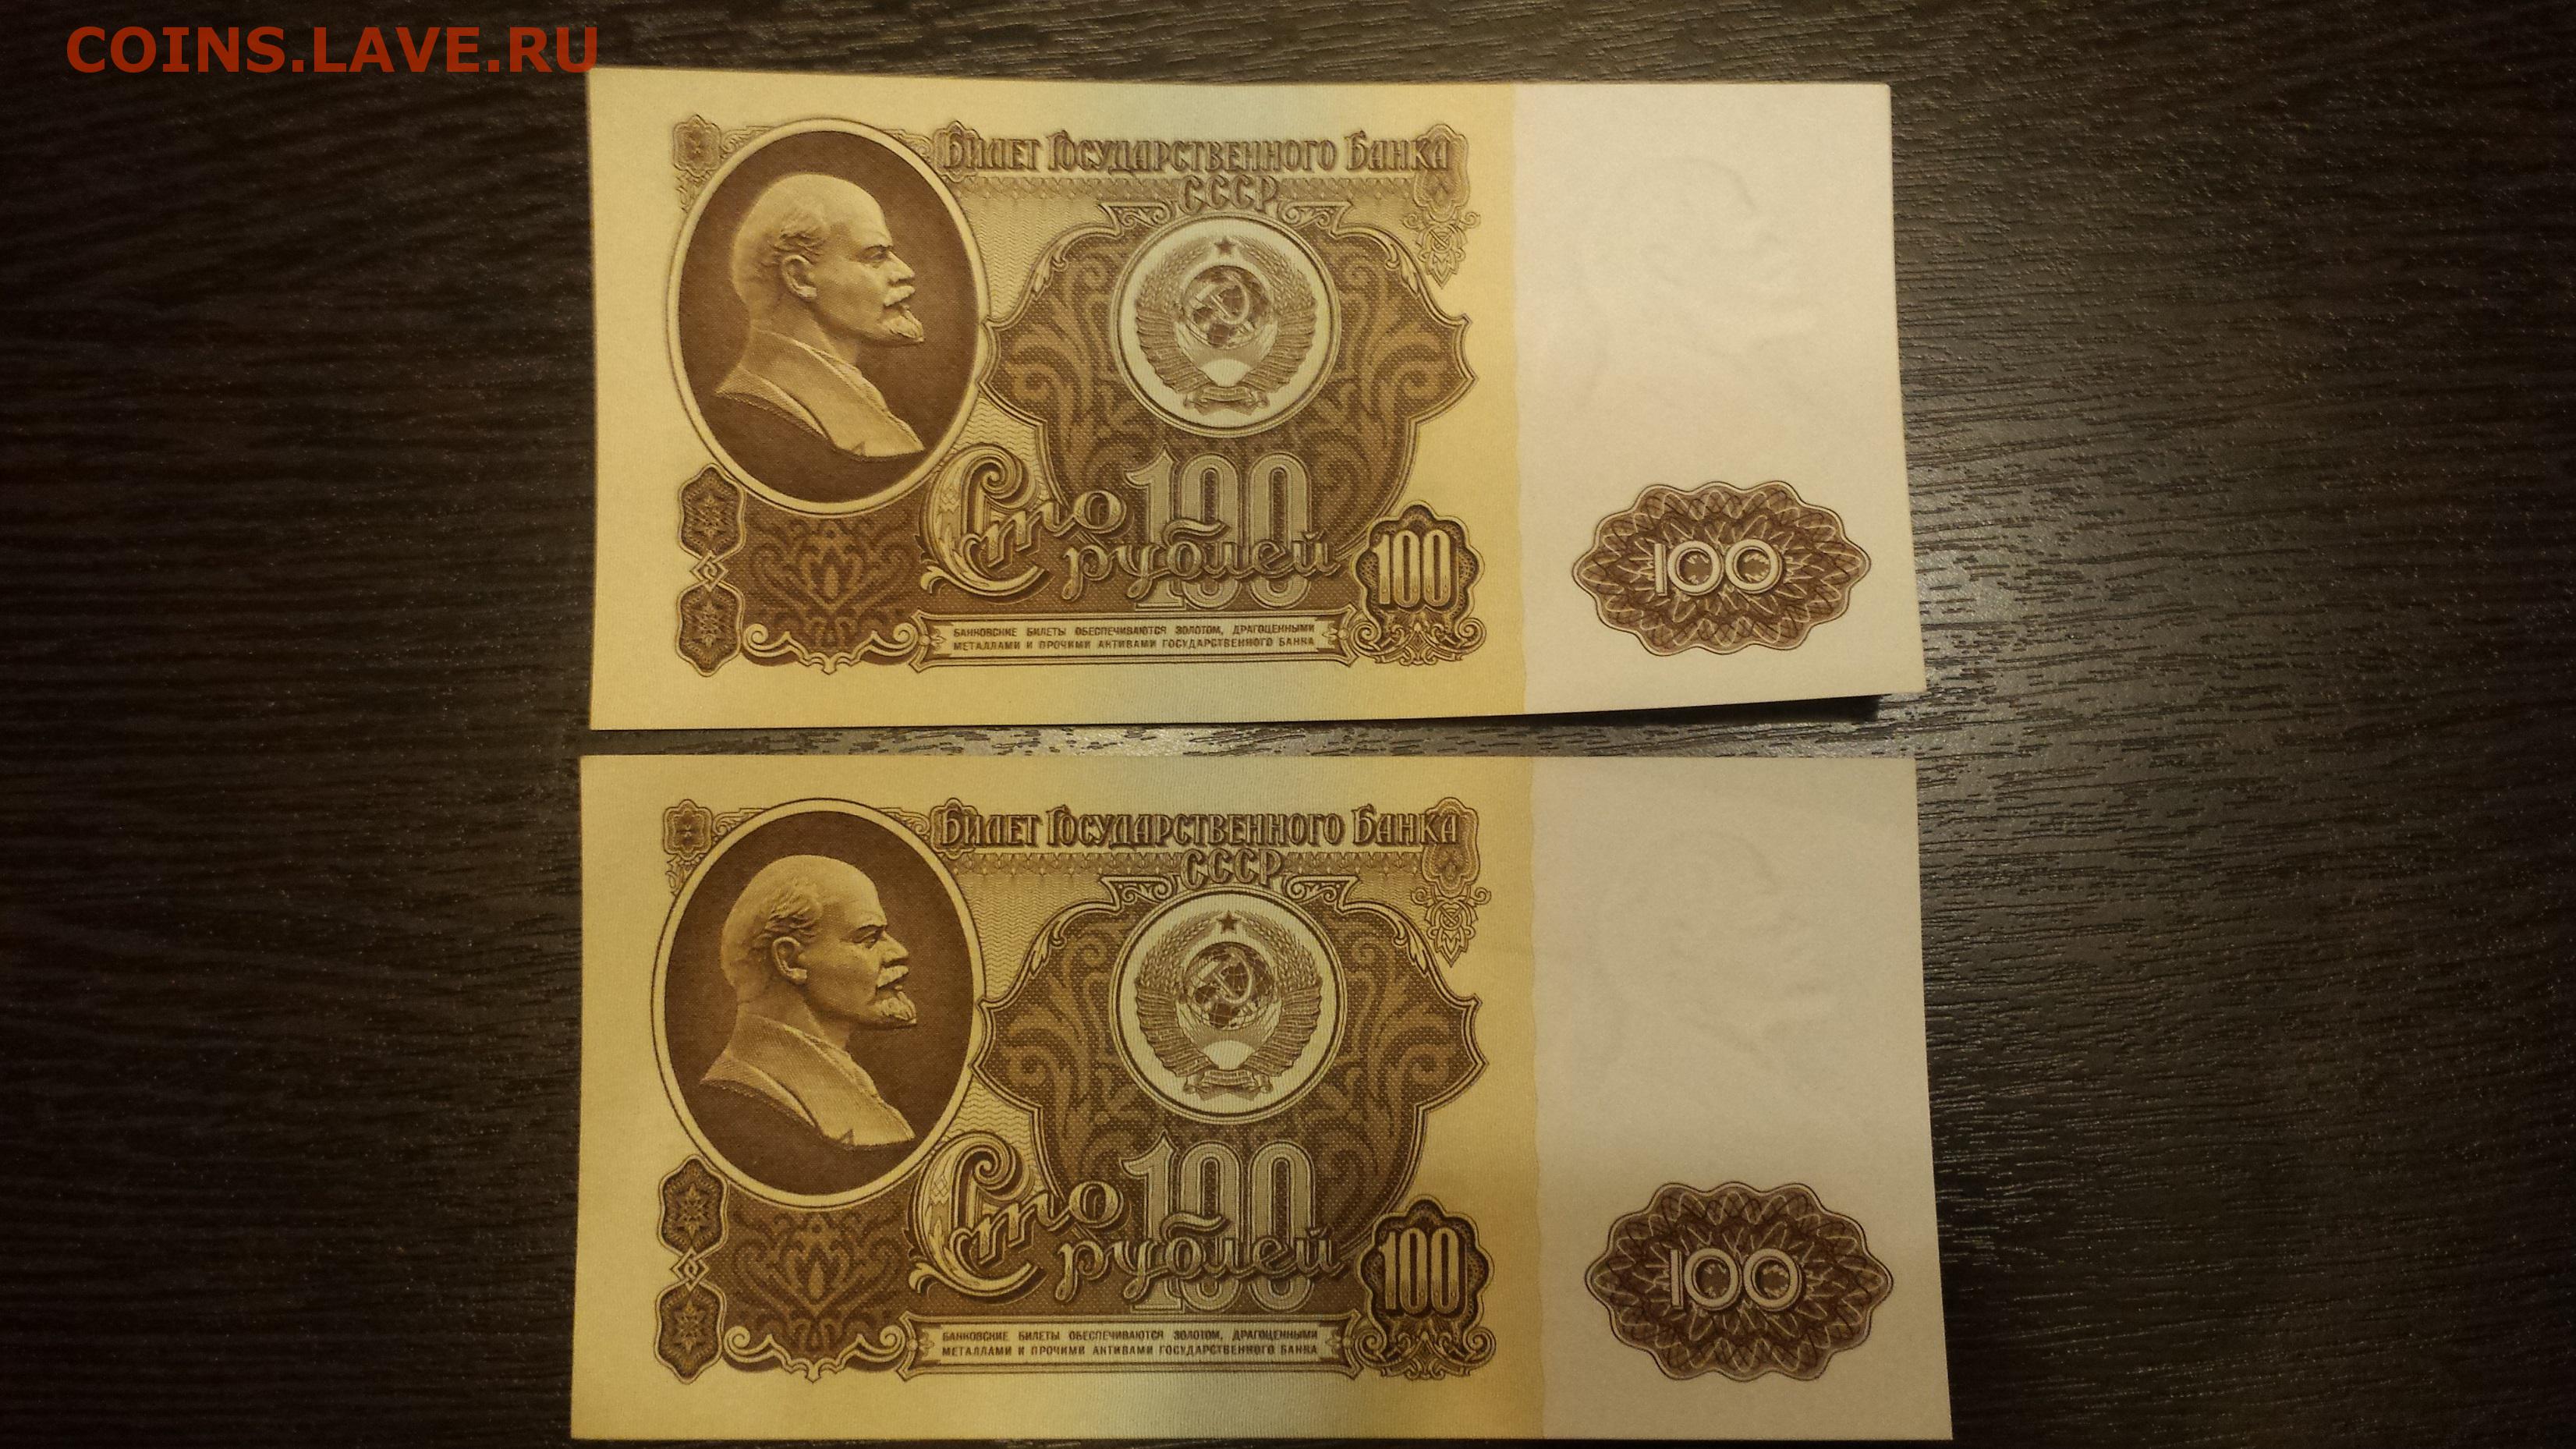 COINS.LAVE.RU
Билет Государственного Банка
СССР
100
Сто
рублей
100
100
БАНКОВСКИЕ БИЛЕТЫ ОБЕСПЕЧИВАЮТСЯ ЗОЛОТОМ, ДРАГОЦЕННЫМИ
МЕТАЛЛАМИ И ПРОЧИМИ АКТИВАМИ ГОСУДАРСТВЕННОГО БАНКА
Билет Государственного Банка
СССР
100
Сто
рублей
100
100
БАНКОВСКИЕ БИЛЕТЫ ОБЕСПЕЧИВАЮТСЯ ЗОЛОТОМ, ДРАГОЦЕННЫМИ
МЕТАЛЛАМИ И ПРОЧИМИ АКТИВАМИ ГОСУДАРСТВЕННОГО БАНКА